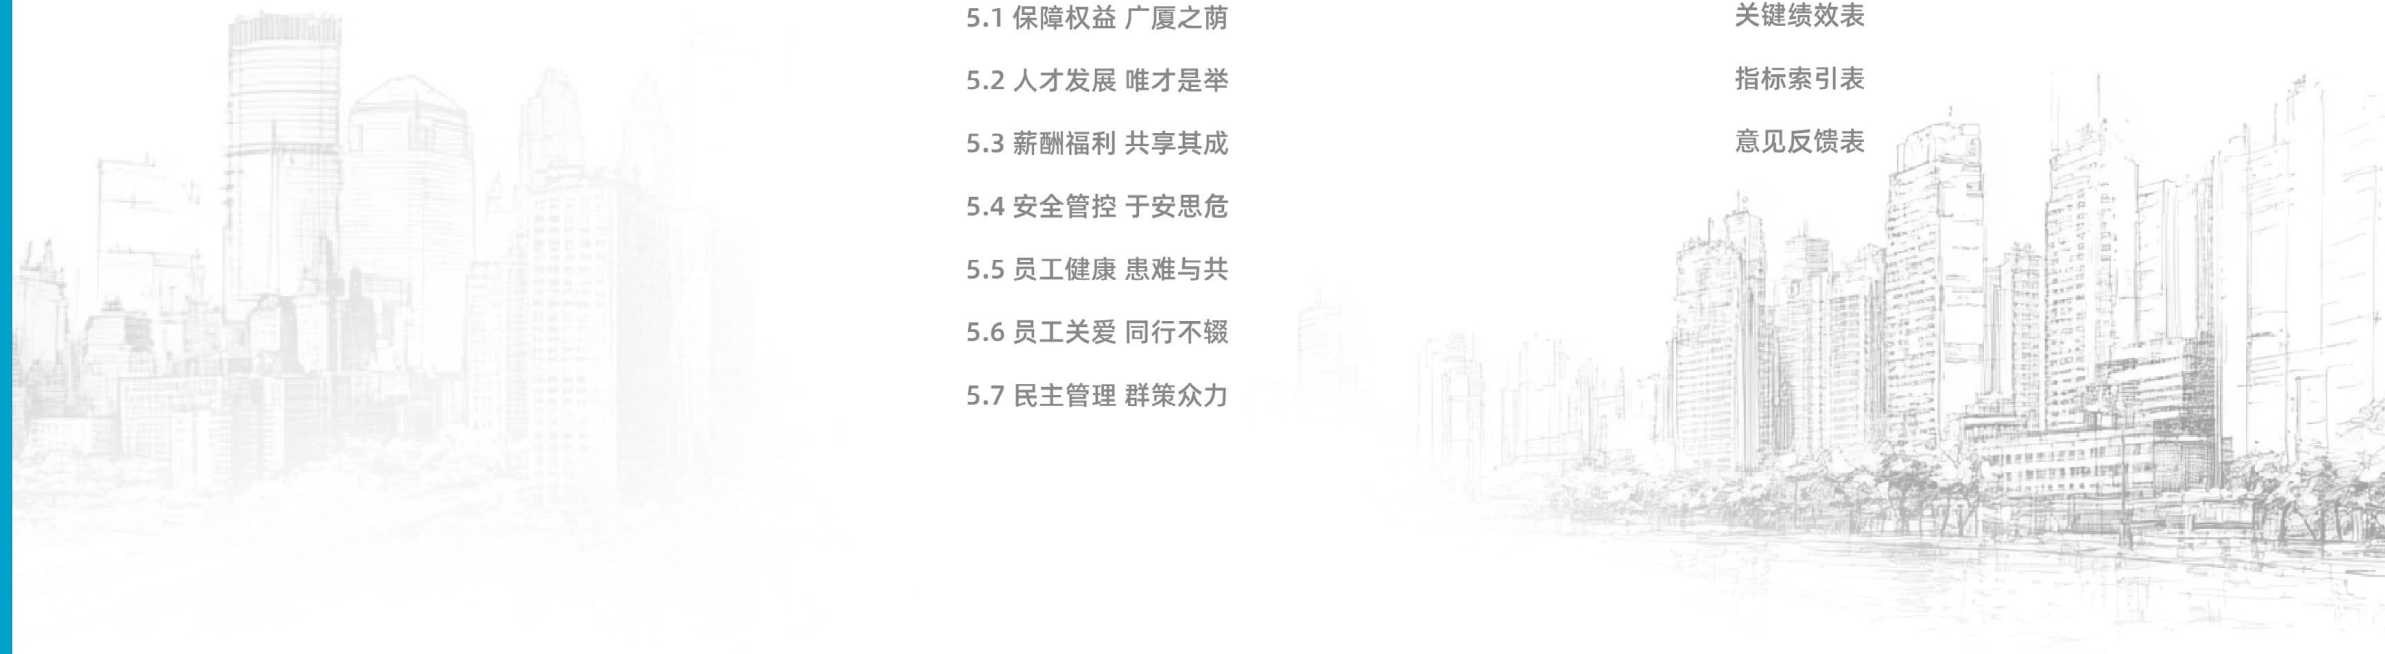 5.1 保障权益 广厦之荫
5.2 人才发展 唯才是举
5.3 薪酬福利 共享其成
5.4 安全管控 于安思危
5.5 员工健康 患难与共
5.6 员工关爱 同行不辍
5.7 民主管理 群策众力
关键绩效表
指标索引表
意见反馈表